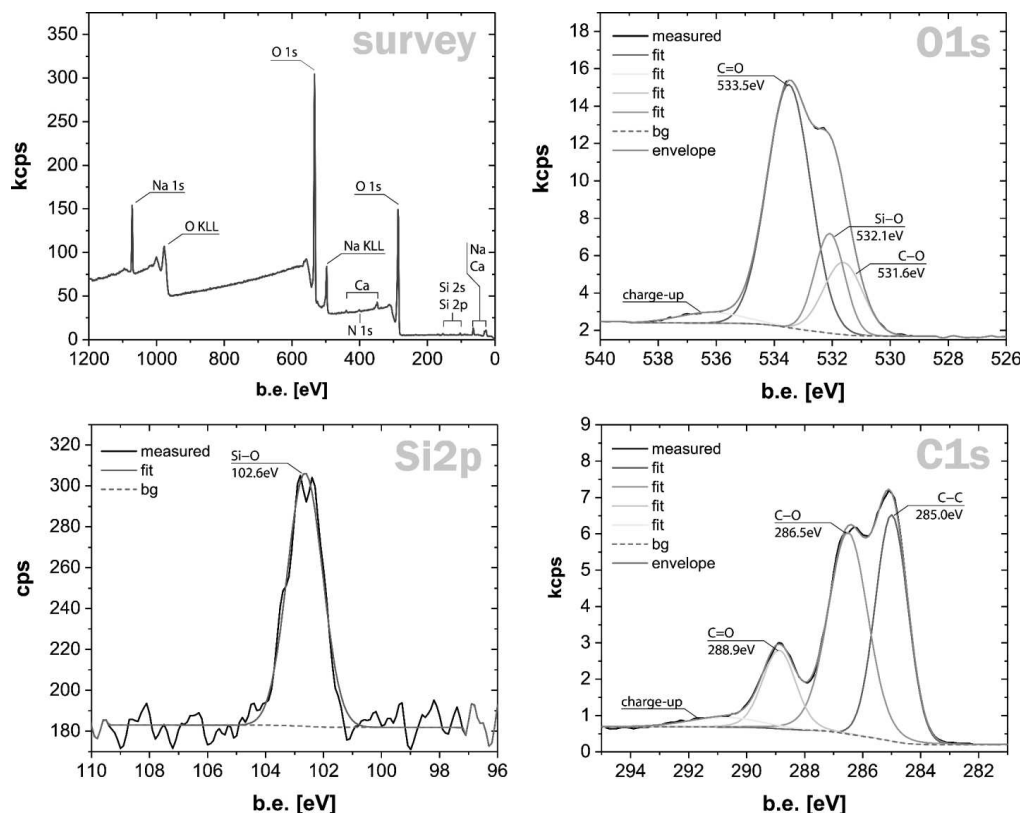 survey
350
300
250
200
150
100
50
0
kcps
O 1s
Na 1s
O KLL
O 1s
Na KLL
Ca
N 1s
Si 2s
Si 2p
Na
Ca
1200 1000 800 600 400 200 0
b.e. [eV]
O1s
18
16
14
12
10
8
6
4
2
kcps
measured
fit
fit
fit
fit
bg
envelope
C=O
533.5eV
Si–O
532.1eV
C–O
531.6eV
charge-up
540 538 536 534 532 530 528 526
b.e. [eV]
Si2p
320
300
280
260
240
220
200
180
cps
measured
fit
bg
Si–O
102.6eV
110 108 106 104 102 100 98 96
b.e. [eV]
C1s
9
8
7
6
5
4
3
2
1
0
kcps
measured
fit
fit
fit
fit
bg
envelope
C–C
285.0eV
C–O
286.5eV
C=O
288.9eV
charge-up
294 292 290 288 286 284 282
b.e. [eV]